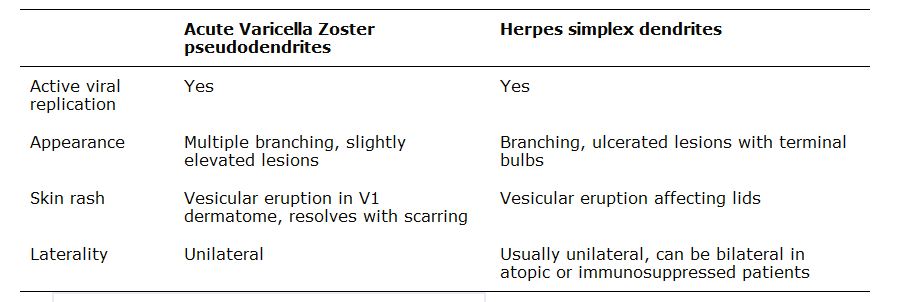 Acute Varicella Zoster Herpes simplex dendrites
pseudodendrites
Active viral Yes Yes
replication
Appearance Multiple branching, slightly Branching, ulcerated lesions with terminal
elevated lesions bulbs
Skin rash Vesicular eruption in V1 Vesicular eruption affecting lids
dermatome, resolves with scarring
Laterality Unilateral Usually unilateral, can be bilateral in
atopic or immunosuppressed patients